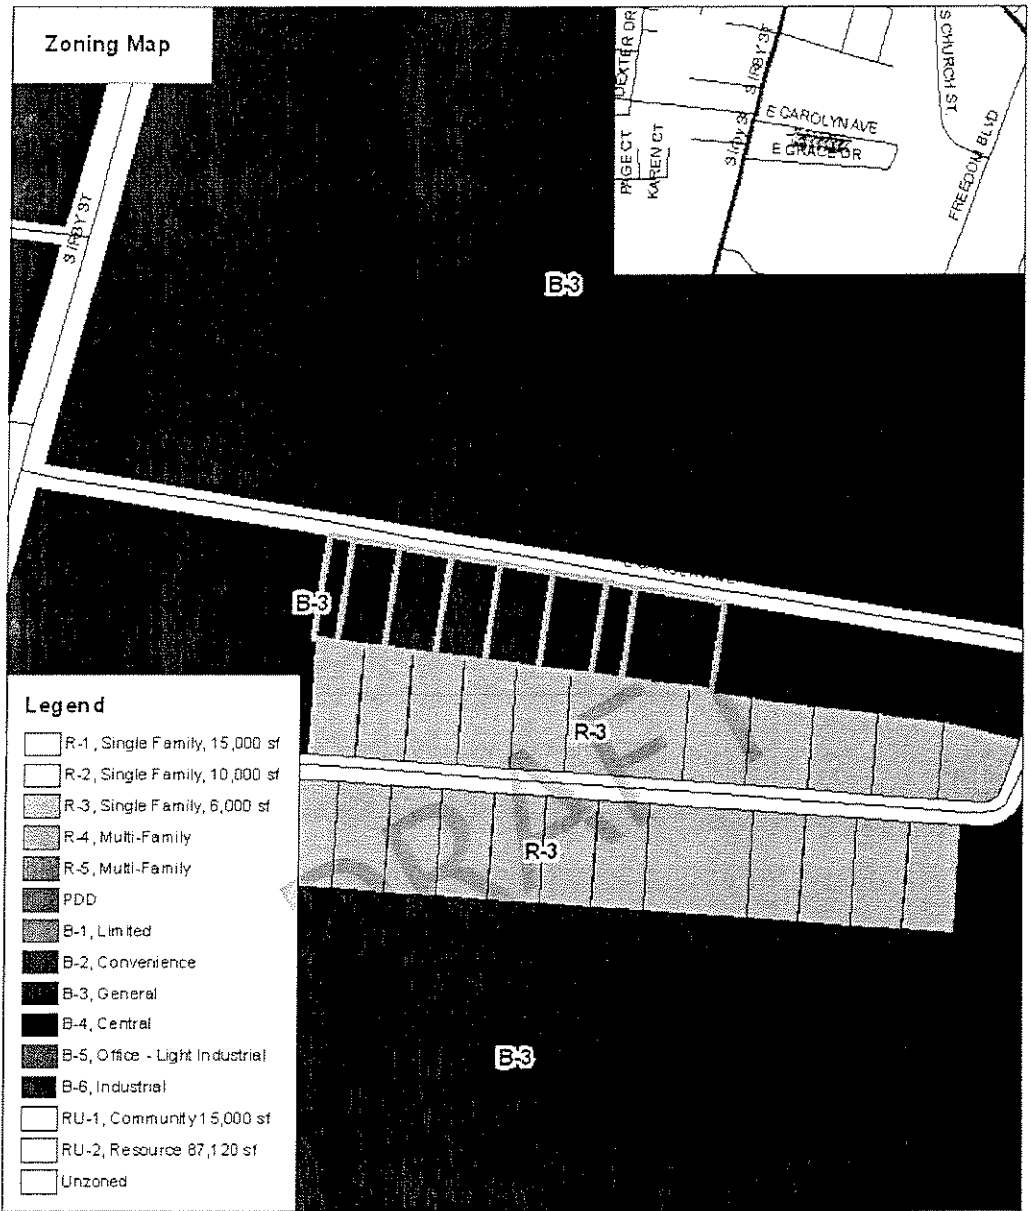 Zoning Map
S IRBY ST
DEXTER DR
PAGE CT
KAREN CT
S IRBY ST
S IRBY ST
E CAROLYN AVE
E GRACE DR
S CHURCH ST
FREEDOM BLVD
B-3
B-3
R-3
R-3
B-3
Legend
R-1, Single Family, 15,000 sf
R-2, Single Family, 10,000 sf
R-3, Single Family, 6,000 sf
R-4, Multi-Family
R-5, Multi-Family
PDD
B-1, Limited
B-2, Convenience
B-3, General
B-4, Central
B-5, Office - Light Industrial
B-6, Industrial
RU-1, Community 15,000 sf
RU-2, Resource 87,120 sf
Unzoned